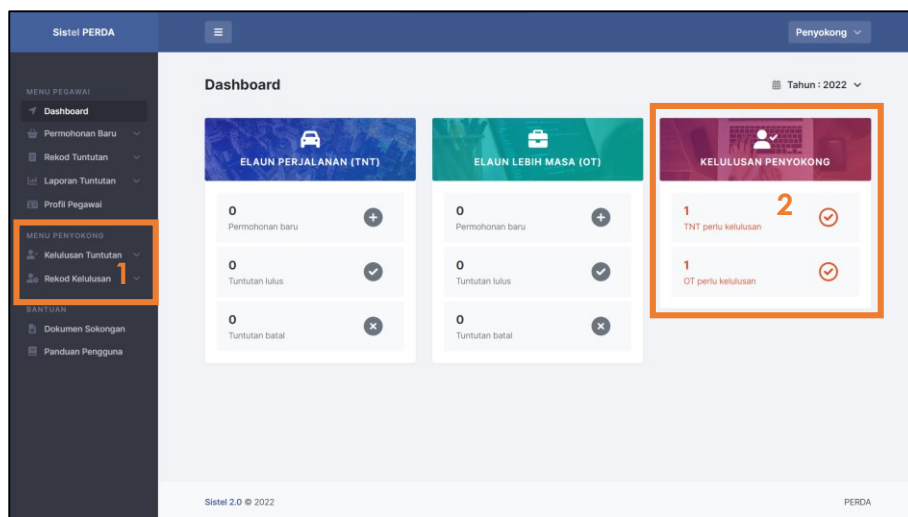 Sistel PERDA
Penyokong
MENU PEGAWAI
Dashboard
Permohonan Baru
Rekod Tuntutan
Laporan Tuntutan
Profil Pegawai
MENU PENYOKONG
Kelulusan Tuntutan
Rekod Kelulusan
1
BANTUAN
Dokumen Sokongan
Panduan Pengguna
Dashboard
Tahun : 2022
ELAUN PERJALANAN (TNT)
0
Permohonan baru
0
Tuntutan lulus
0
Tuntutan batal
ELAUN LEBIH MASA (OT)
0
Permohonan baru
0
Tuntutan lulus
0
Tuntutan batal
KELULUSAN PENYOKONG
2
1
TNT perlu kelulusan
1
OT perlu kelulusan
Sistel 2.0 © 2022
PERDA